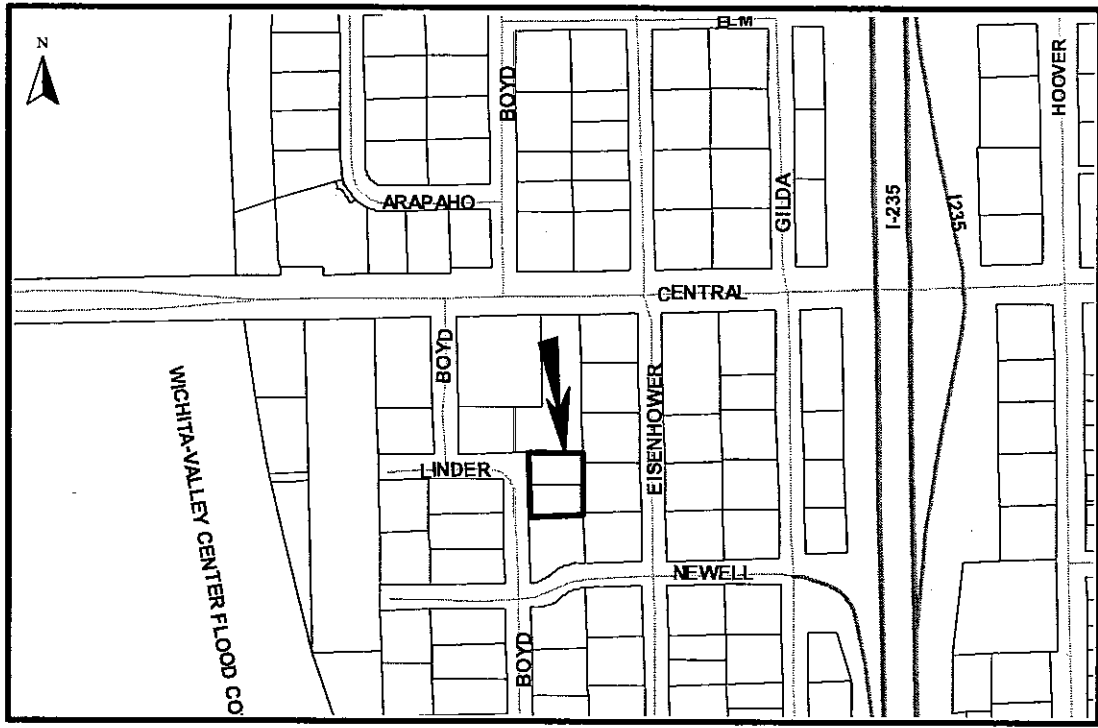 ELM
N
BOYD
HOOVER
ARAPAHO
GILDA
I-235
I235
CENTRAL
BOYD
WICHITA-VALLEY CENTER FLOOD CO
EISENHOWER
LINDER
NEWELL
BOYD